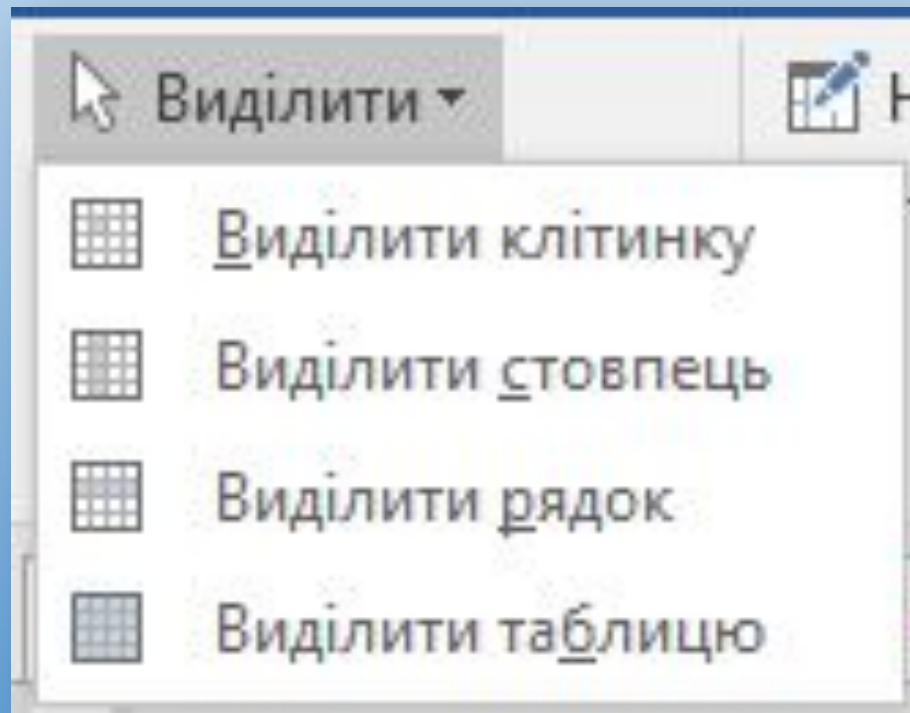 Виділити
Виділити клітинку
Виділити стовпець
Виділити рядок
Виділити таблицю